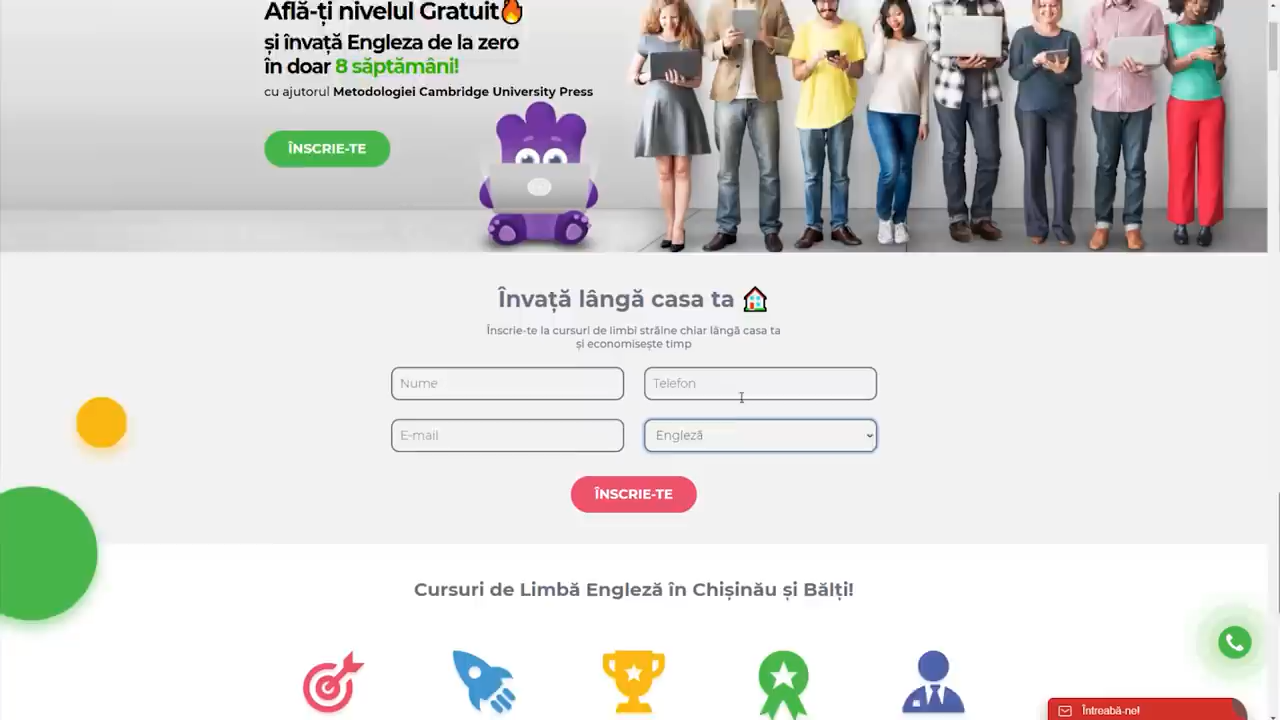 Află-ți nivelul Gratuit🔥
și învață Engleza de la zero
în doar 8 săptămâni!
cu ajutorul Metodologiei Cambridge University Press
ÎNSCRIE-TE
Învață lângă casa ta 🏠
Înscrie-te la cursuri de limbi străine chiar lângă casa ta
și economisește timp
Nume
Telefon
E-mail
Engleză
ÎNSCRIE-TE
Cursuri de Limbă Engleză în Chișinău și Bălți!
Întreabă-ne!